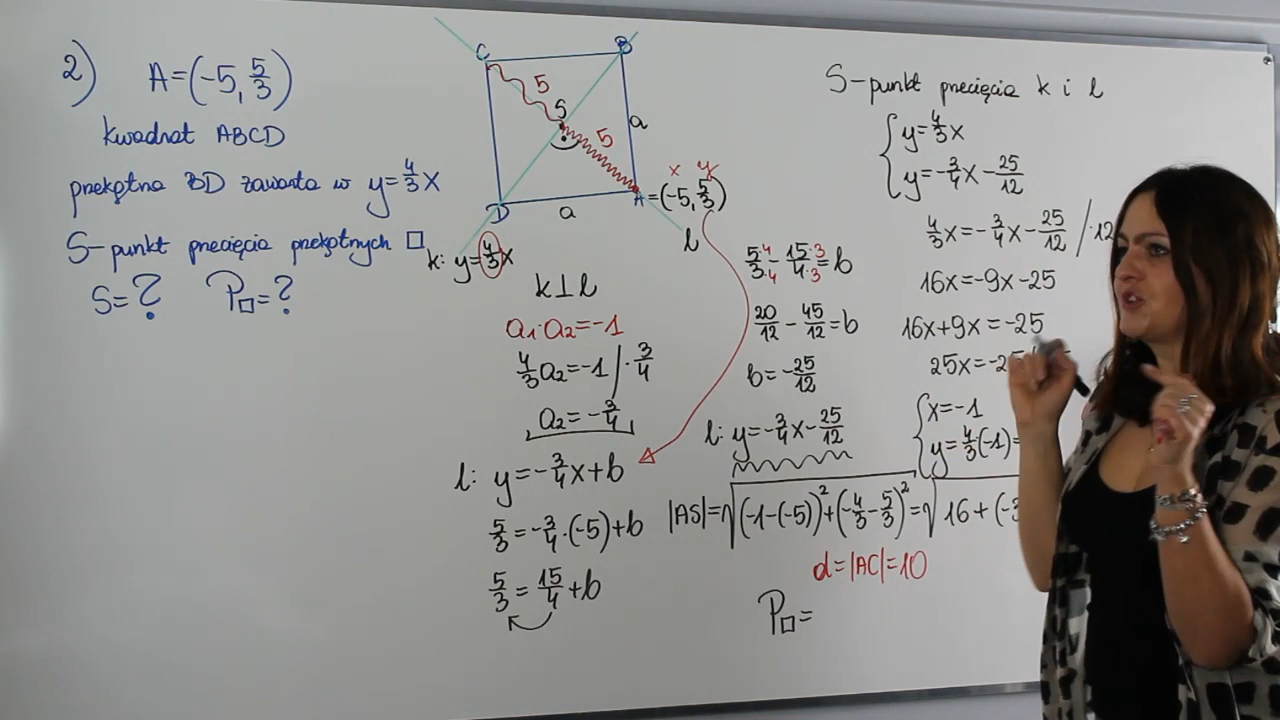 2) A=(-5, 5/3)
kwadrat ABCD
przekątna BD zawarta w y=4/3x
S-punkt przecięcia przekątnych □
S=? P□=?
C B
5
S
5 a
x y
D a A=(-5, 5/3)
l
k: y=4/3x
k⊥l
a1·a2=-1
4/3a2=-1 /·3/4
a2=-3/4
l: y=-3/4x+b
5/3=-3/4·(-5)+b
5/3=15/4+b
5·4/3·4-15·3/4·3=b
20/12-45/12=b
b=-25/12
l: y=-3/4x-25/12
S-punkt przecięcia k i l
y=4/3x
y=-3/4x-25/12
4/3x=-3/4x-25/12 /·12
16x=-9x-25
16x+9x=-25
25x=-25
x=-1
y=4/3·(-1)=
|AS|=√(-1-(-5))²+(-4/3-5/3)²=√16+(-3
d=|AC|=10
P□=